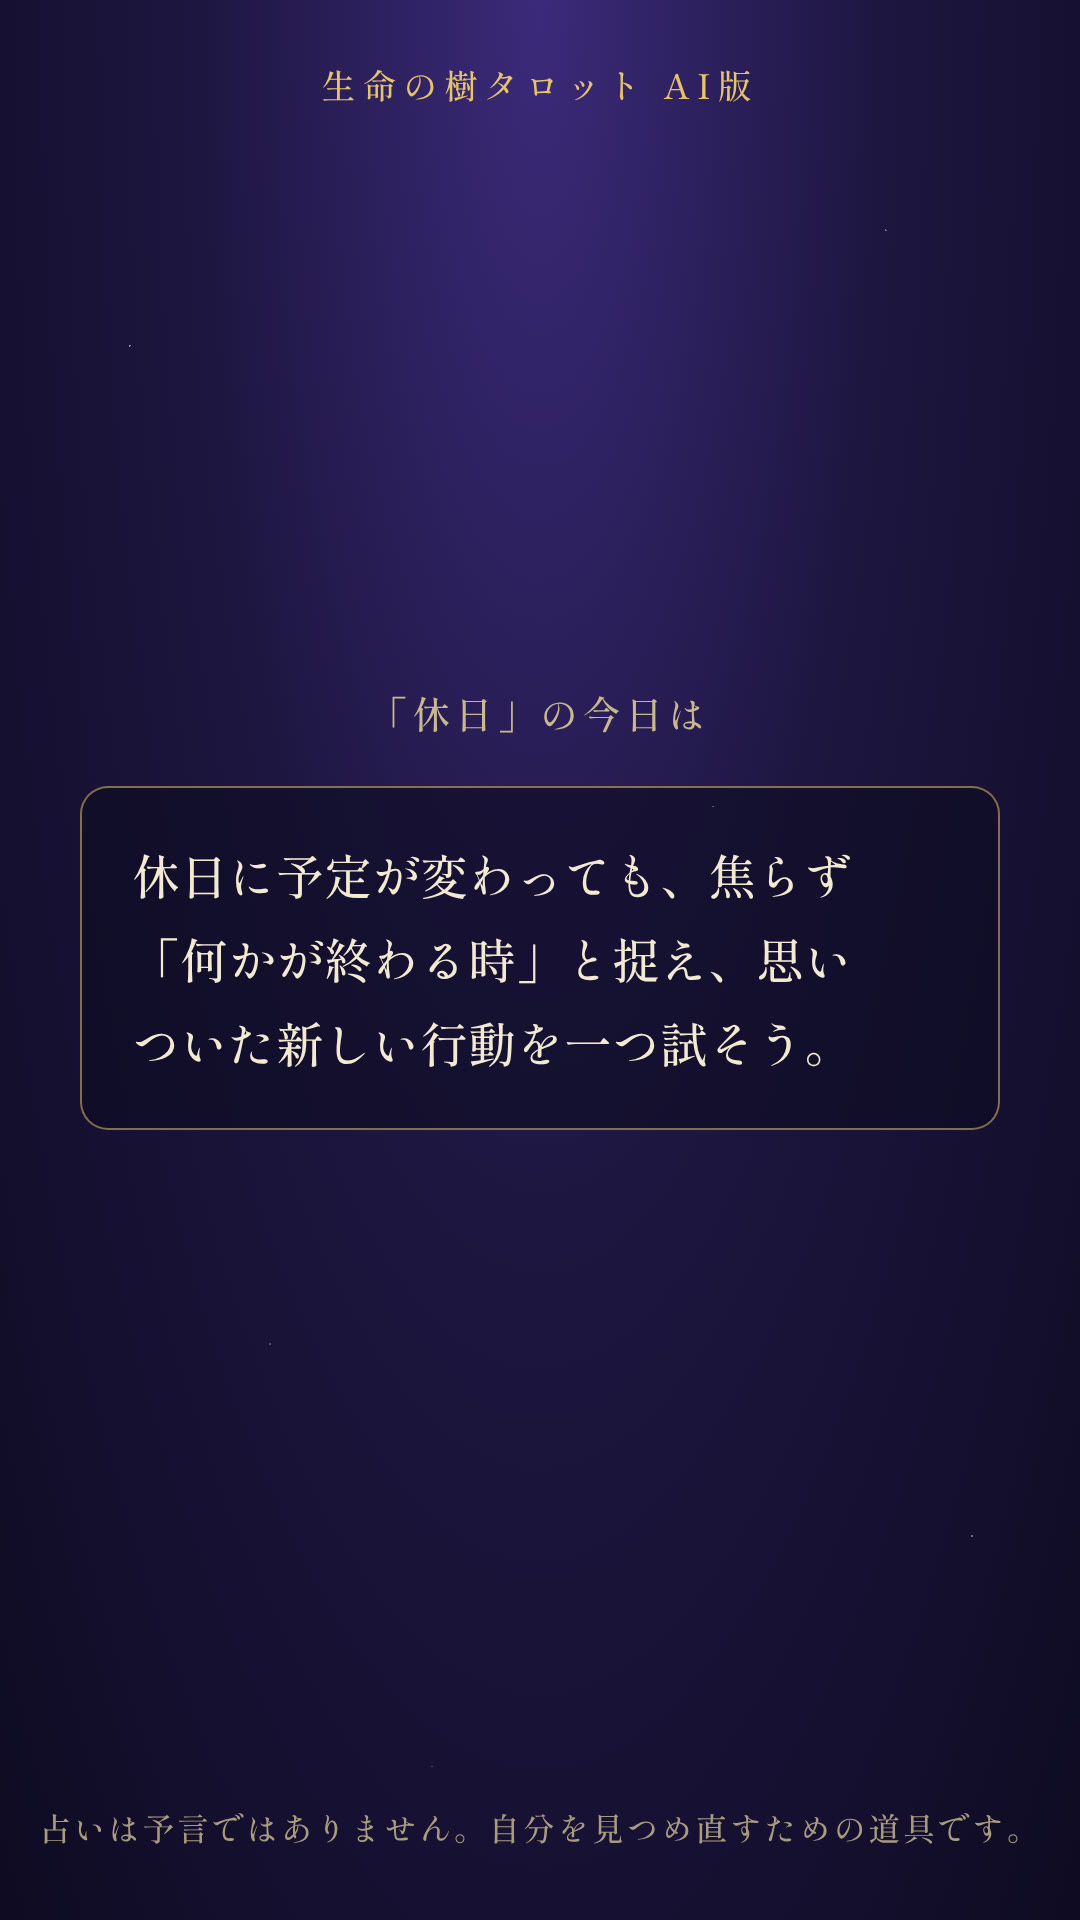 生命の樹タロット AI版
「休日」の今日は
休日に予定が変わっても、焦らず
「何かが終わる時」と捉え、思い
ついた新しい行動を一つ試そう。
占いは予言ではありません。自分を見つめ直すための道具です。